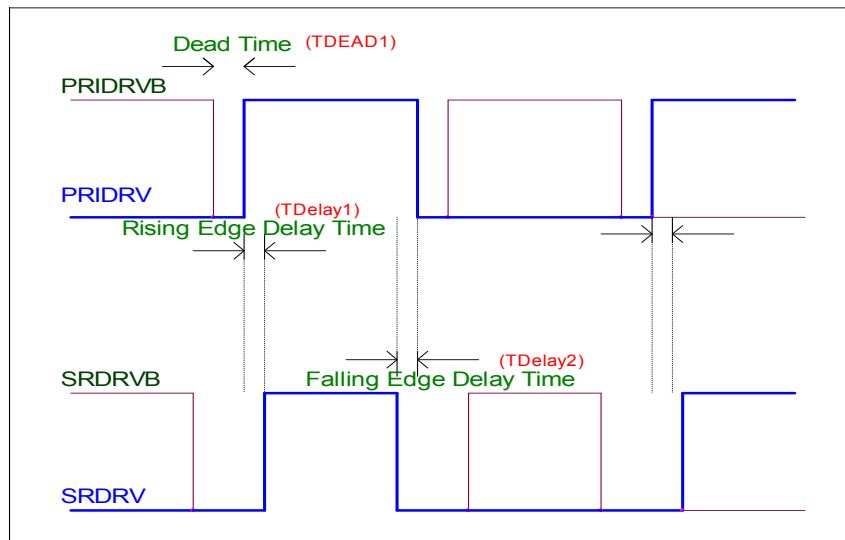 Dead Time (TDEAD1)
PRIDRVB
PRIDRV
(TDelay1)
Rising Edge Delay Time
(TDelay2)
SRDRVB
Falling Edge Delay Time
SRDRV